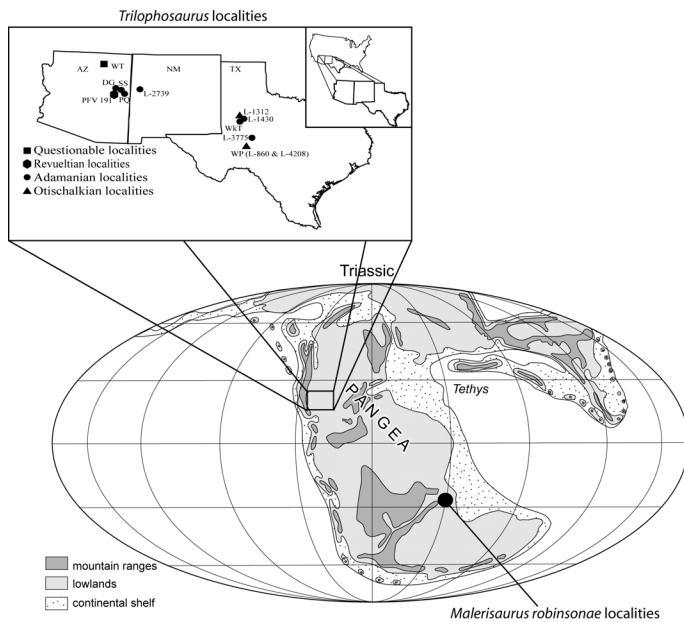 Trilophosaurus localities
AZ
WT
NM
TX
DG SS
L-2739
PFV 191
PQ
L-1312
L-1430
WkT
L-3775
WP (L-860 & L-4208)
Questionable localities
Revueltian localities
Adamanian localities
Otischalkian localities
Triassic
Tethys
PANGEA
mountain ranges
lowlands
continental shelf
Malerisaurus robinsonae localities